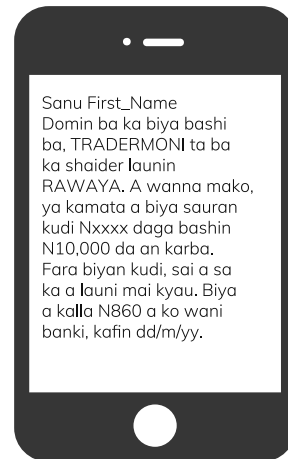 Sanu First_Name
Domin ba ka biya bashi
ba, TRADERMONI ta ba
ka shaider launin
RAWAYA. A wanna mako,
ya kamata a biya sauran
kudi Nxxxx daga bashin
N10,000 da an karba.
Fara biyan kudi, sai a sa
ka a launi mai kyau. Biya
a kalla N860 a ko wani
banki, kafin dd/m/yy.